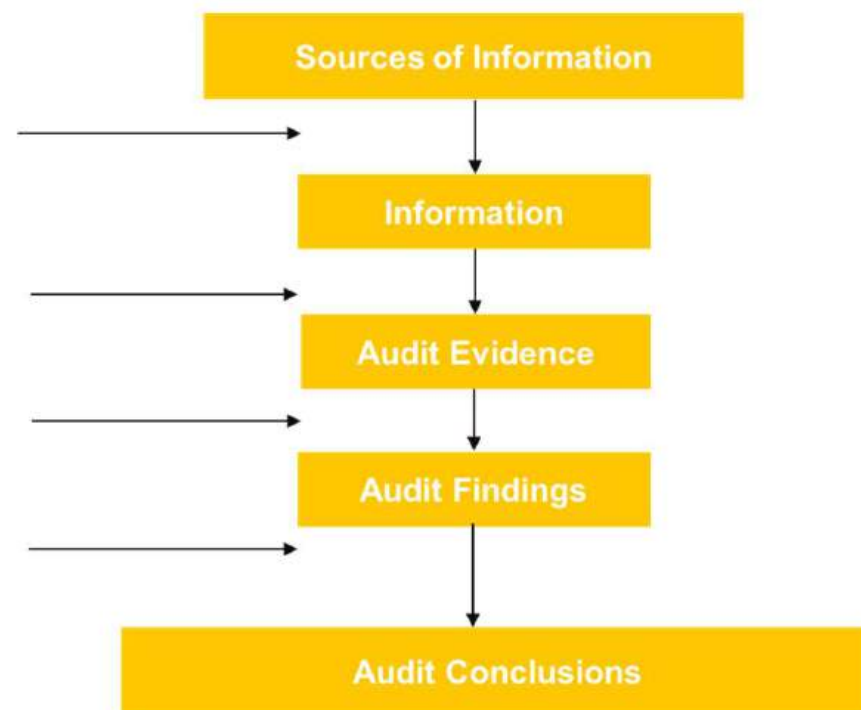 Sources of Information
Information
Audit Evidence
Audit Findings
Audit Conclusions